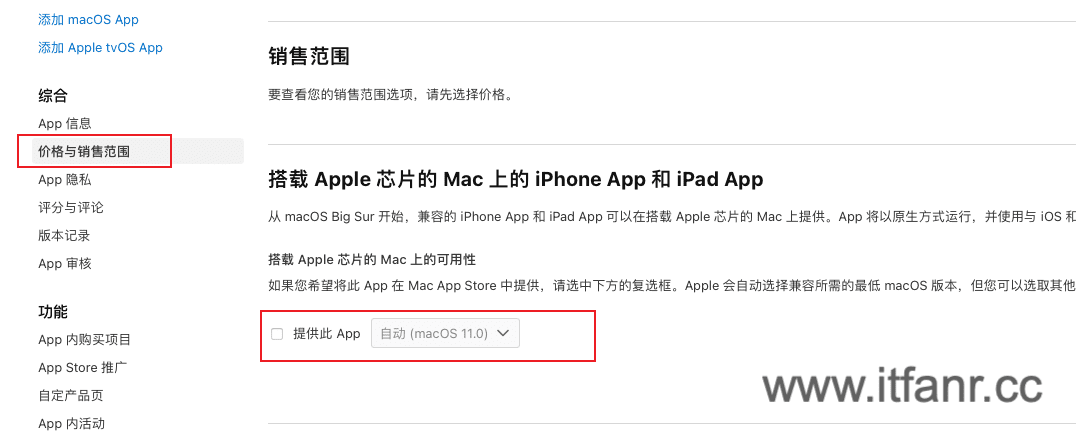 添加 macOS App
添加 Apple tvOS App
综合
App 信息
价格与销售范围
App 隐私
评分与评论
版本记录
App 审核
功能
App 内购买项目
App Store 推广
自定产品页
App 内活动
销售范围
要查看您的销售范围选项，请先选择价格。
搭载 Apple 芯片的 Mac 上的 iPhone App 和 iPad App
从 macOS Big Sur 开始，兼容的 iPhone App 和 iPad App 可以在搭载 Apple 芯片的 Mac 上提供。App 将以原生方式运行，并使用与 iOS 和
搭载 Apple 芯片的 Mac 上的可用性
如果您希望将此 App 在 Mac App Store 中提供，请选中下方的复选框。Apple 会自动选择兼容所需的最低 macOS 版本，但您可以选取其他
提供此 App 自动 (macOS 11.0)
www.itfanr.cc